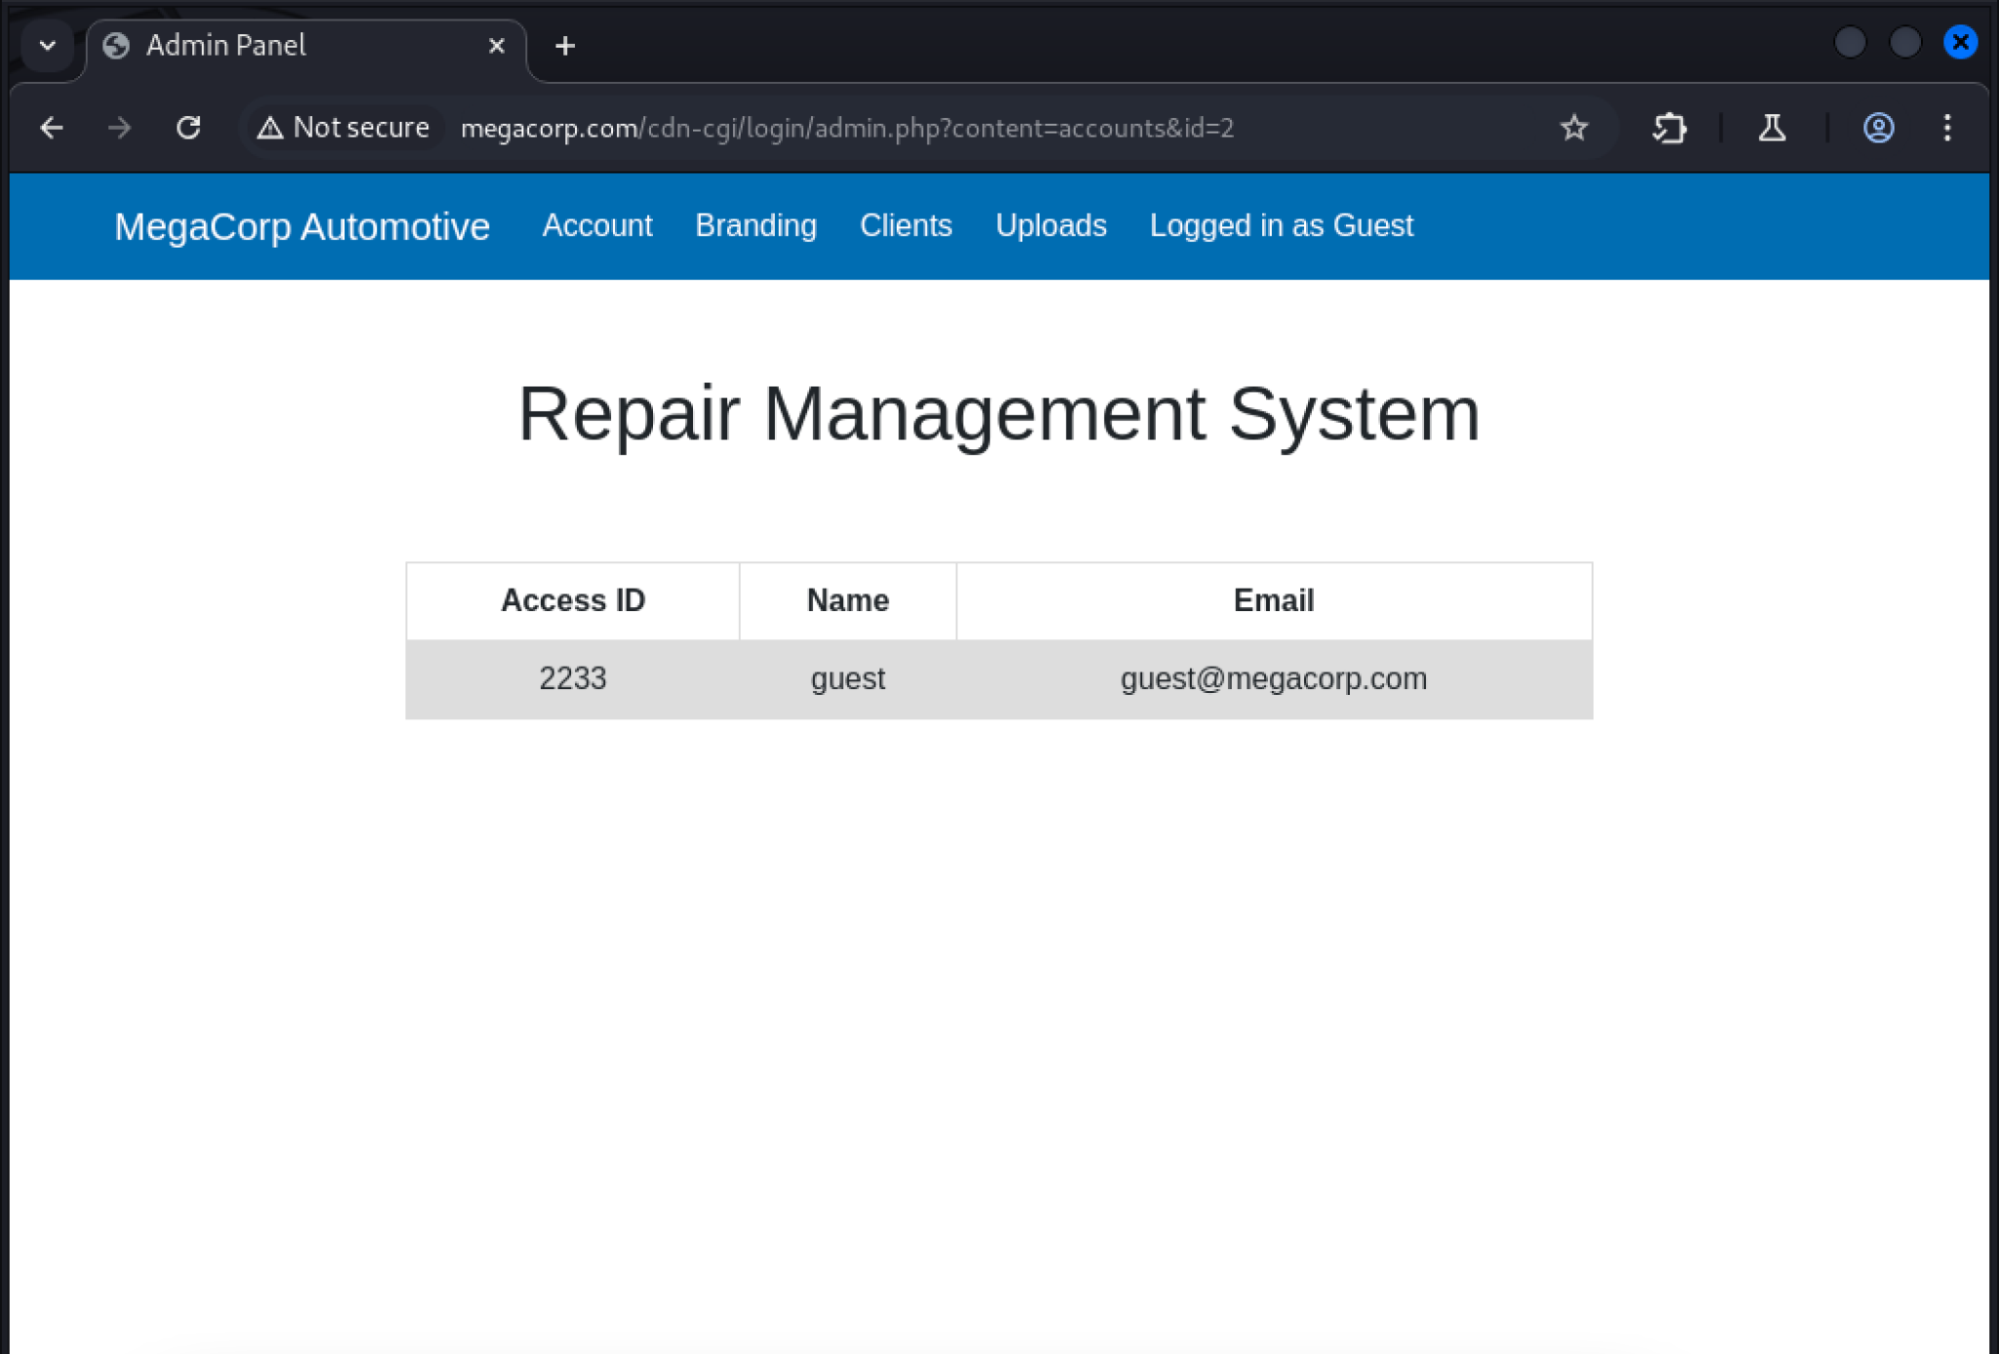 Admin Panel
Not secure megacorp.com/cdn-cgi/login/admin.php?content=accounts&id=2
MegaCorp Automotive Account Branding Clients Uploads Logged in as Guest
Repair Management System
Access ID Name Email
2233 guest guest@megacorp.com